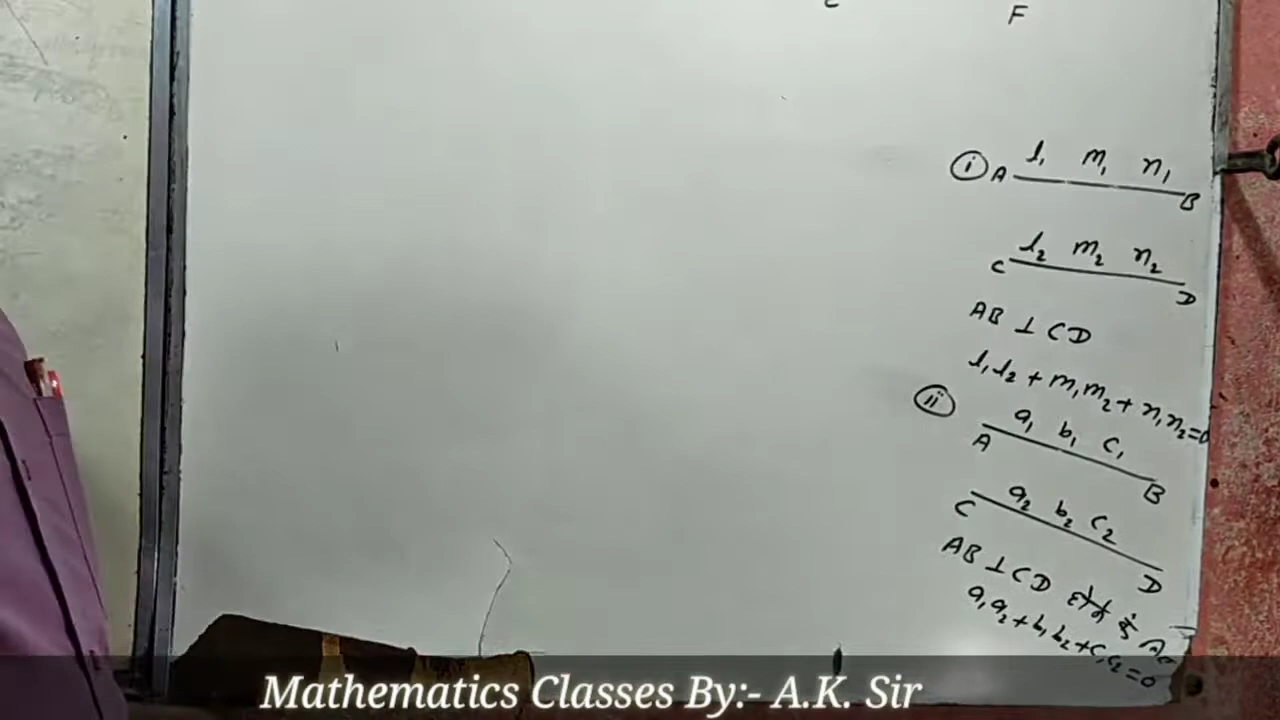 F
(i) A l₁ m₁ n₁ B
C l₂ m₂ n₂ D
AB ⊥ CD
l₁l₂ + m₁m₂ + n₁n₂ = 0
(ii) A a₁ b₁ c₁ B
C a₂ b₂ c₂ D
AB ⊥ CD होने के
a₁a₂ + b₁b₂ + c₁c₂ = 0
Mathematics Classes By:- A.K. Sir